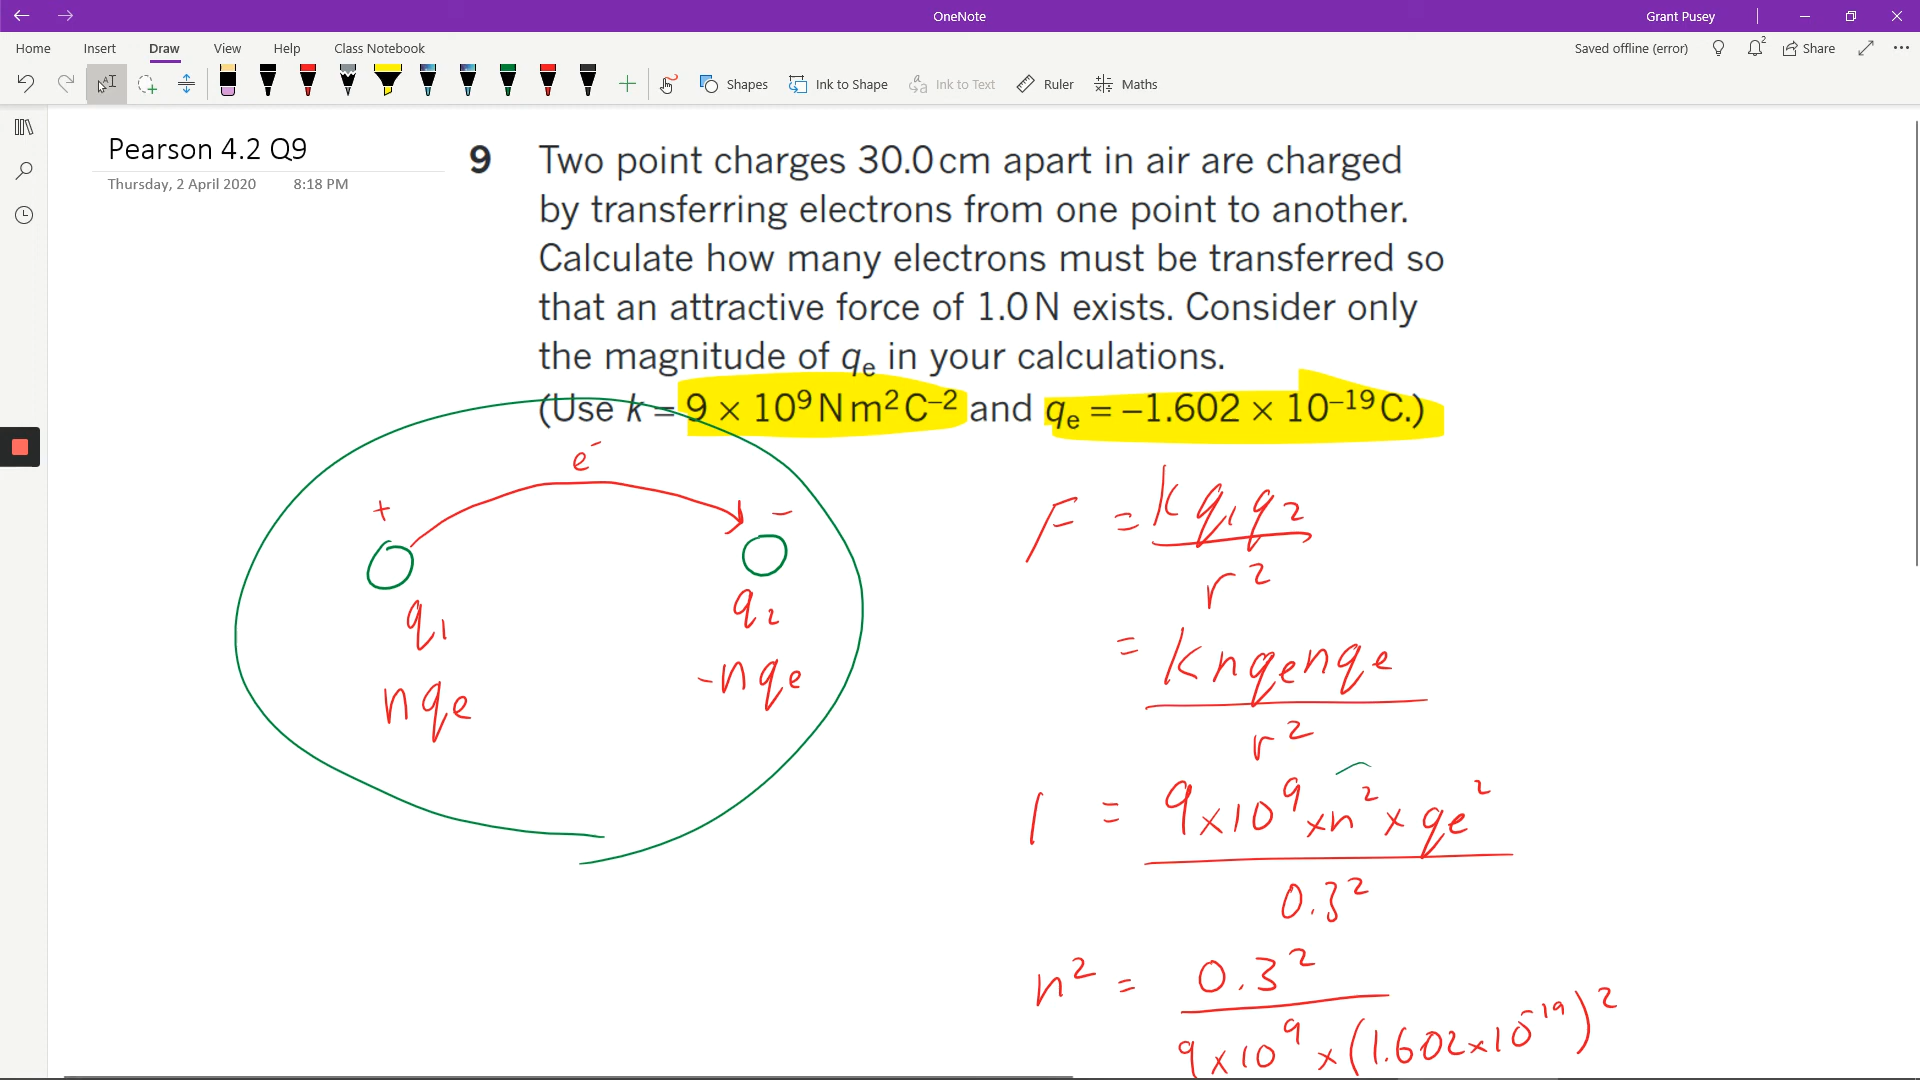 OneNote
Grant Pusey
Home Insert Draw View Help Class Notebook
Saved offline (error)
2
Share
Shapes
Ink to Shape
Ink to Text
Ruler
Maths
Pearson 4.2 Q9
Thursday, 2 April 2020 8:18 PM
9 Two point charges 30.0 cm apart in air are charged
by transferring electrons from one point to another.
Calculate how many electrons must be transferred so
that an attractive force of 1.0 N exists. Consider only
the magnitude of qₑ in your calculations.
(Use k = 9 × 10⁹ N m² C⁻² and qₑ = −1.602 × 10⁻¹⁹ C.)
e⁻
+ −
q₁ q₂
nqe -nqe
F = kq₁q₂
r²
= knqenqe
r²
1 = 9×10⁹×n²×qe²
0.3²
n² = 0.3²
9×10⁹×(1.602×10⁻¹⁹)²